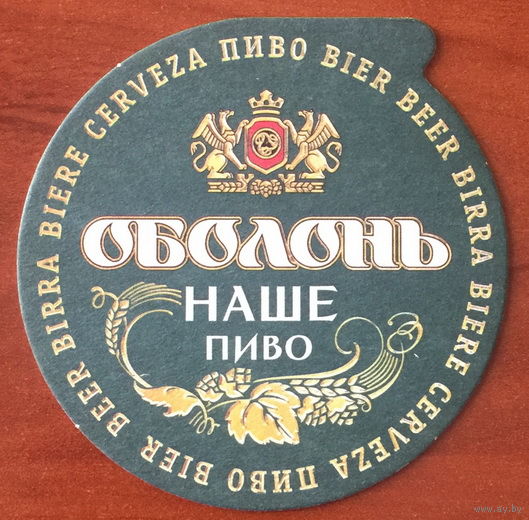 BEER BIRRA BIERE CERVEZA ПИВО BIER BEER BIRRA BIERE CERVEZA ПИВО BIER
ОБОЛОНЬ
НАШЕ
ПИВО
www.ay.by